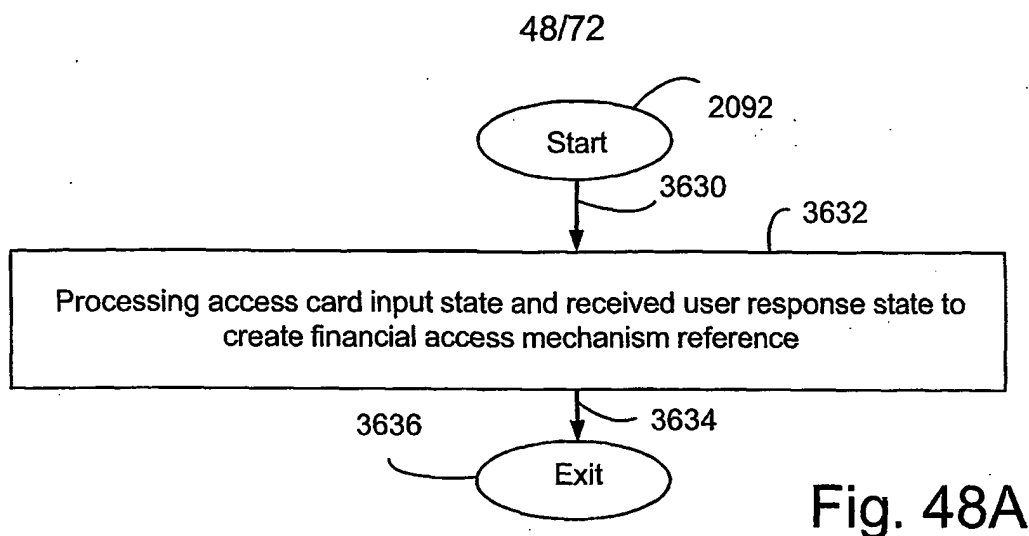 48/72
2092
Start
3630
3632
Processing access card input state and received user response state to
create financial access mechanism reference
3636
3634
Exit
Fig. 48A